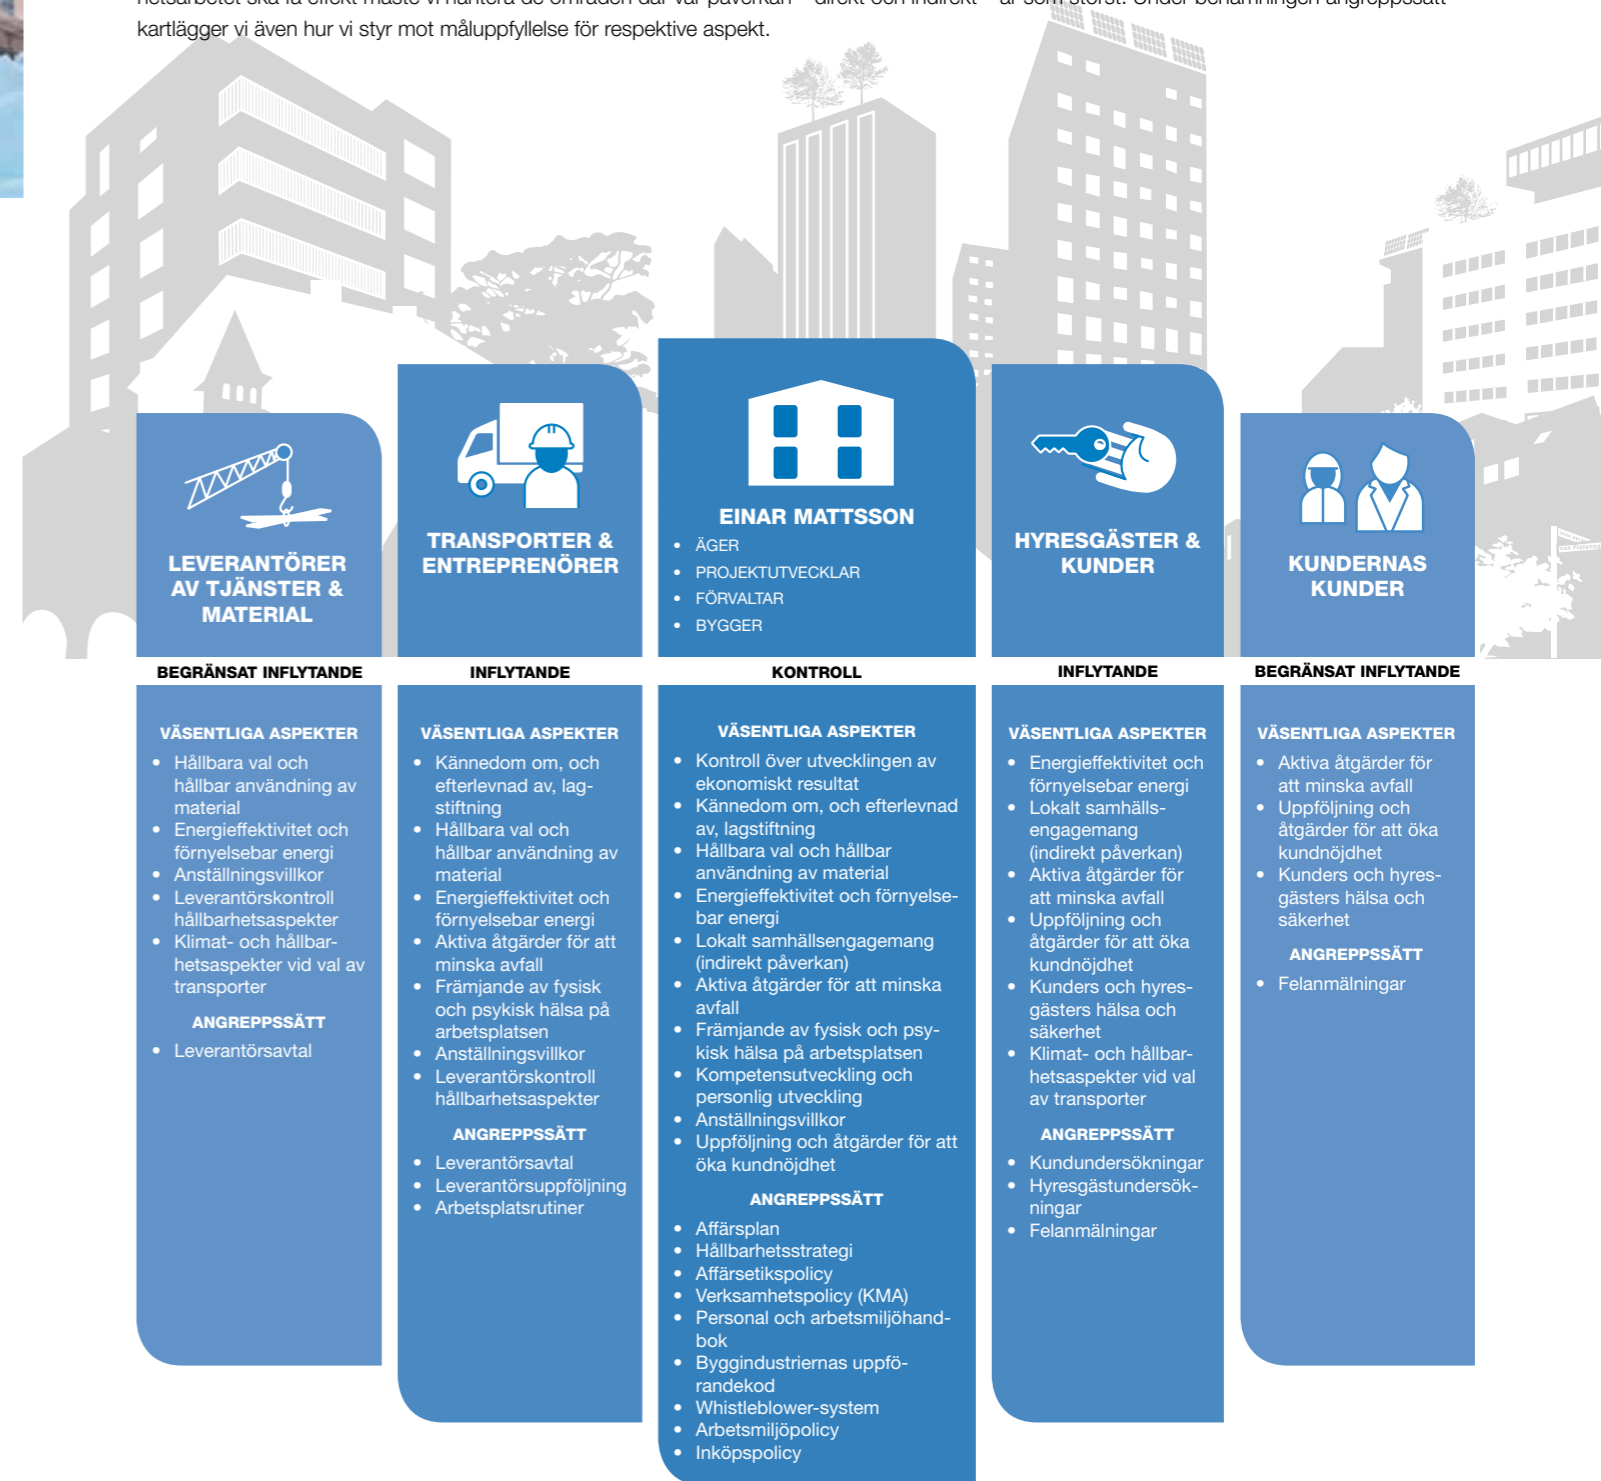 kartlägger vi även hur vi styr mot måluppfyllelse för respektive aspekt.
LEVERANTÖRER
AV TJÄNSTER &
MATERIAL
BEGRÄNSAT INFLYTANDE
VÄSENTLIGA ASPEKTER
• Hållbara val och
hållbar användning av
material
• Energieffektivitet och
förnyelsebar energi
• Anställningsvillkor
• Leverantörskontroll
hållbarhetsaspekter
• Klimat- och hållbar-
hetsaspekter vid val av
transporter
ANGREPPSSÄTT
• Leverantörsavtal
TRANSPORTER &
ENTREPRENÖRER
INFLYTANDE
VÄSENTLIGA ASPEKTER
• Kännedom om, och
efterlevnad av, lag-
stiftning
• Hållbara val och
hållbar användning av
material
• Energieffektivitet och
förnyelsebar energi
• Aktiva åtgärder för att
minska avfall
• Främjande av fysisk
och psykisk hälsa på
arbetsplatsen
• Anställningsvillkor
• Leverantörskontroll
hållbarhetsaspekter
ANGREPPSSÄTT
• Leverantörsavtal
• Leverantörsuppföljning
• Arbetsplatsrutiner
EINAR MATTSSON
• ÄGER
• PROJEKTUTVECKLAR
• FÖRVALTAR
• BYGGER
KONTROLL
VÄSENTLIGA ASPEKTER
• Kontroll över utvecklingen av
ekonomiskt resultat
• Kännedom om, och efterlevnad
av, lagstiftning
• Hållbara val och hållbar
användning av material
• Energieffektivitet och förnyelse-
bar energi
• Lokalt samhällsengagemang
(indirekt påverkan)
• Aktiva åtgärder för att minska
avfall
• Främjande av fysisk och psy-
kisk hälsa på arbetsplatsen
• Kompetensutveckling och
personlig utveckling
• Anställningsvillkor
• Uppföljning och åtgärder för att
öka kundnöjdhet
ANGREPPSSÄTT
• Affärsplan
• Hållbarhetsstrategi
• Affärsetikspolicy
• Verksamhetspolicy (KMA)
• Personal och arbetsmiljöhand-
bok
• Byggindustriernas uppfö-
randekod
• Whistleblower-system
• Arbetsmiljöpolicy
• Inköpspolicy
HYRESGÄSTER &
KUNDER
INFLYTANDE
VÄSENTLIGA ASPEKTER
• Energieffektivitet och
förnyelsebar energi
• Lokalt samhälls-
engagemang
(indirekt påverkan)
• Aktiva åtgärder för
att minska avfall
• Uppföljning och
åtgärder för att öka
kundnöjdhet
• Kunders och hyres-
gästers hälsa och
säkerhet
• Klimat- och hållbar-
hetsaspekter vid val
av transporter
ANGREPPSSÄTT
• Kundundersökningar
• Hyresgästundersök-
ningar
• Felanmälningar
KUNDERNAS
KUNDER
BEGRÄNSAT INFLYTANDE
VÄSENTLIGA ASPEKTER
• Aktiva åtgärder för
att minska avfall
• Uppföljning och
åtgärder för att öka
kundnöjdhet
• Kunders och hyres-
gästers hälsa och
säkerhet
ANGREPPSSÄTT
• Felanmälningar